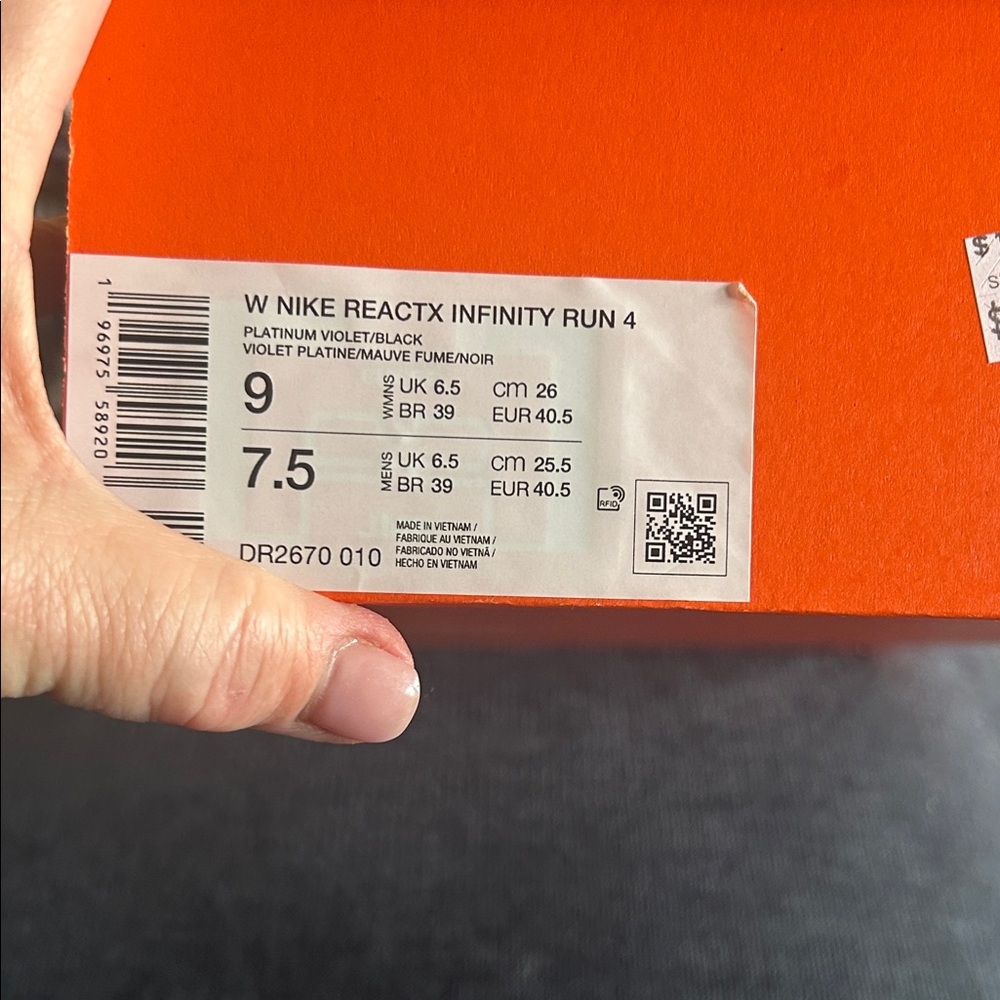 W NIKE REACTX INFINITY RUN 4
PLATINUM VIOLET/BLACK
VIOLET PLATINE/MAUVE FUME/NOIR
9 WMNS UK 6.5 cm 26
BR 39 EUR 40.5
7.5 MENS UK 6.5 cm 25.5
BR 39 EUR 40.5
RFID
MADE IN VIETNAM /
FABRIQUE AU VIETNAM /
FABRICADO NO VIETNÃ /
HECHO EN VIETNAM
DR2670 010
1 96975 58920
$
S
$